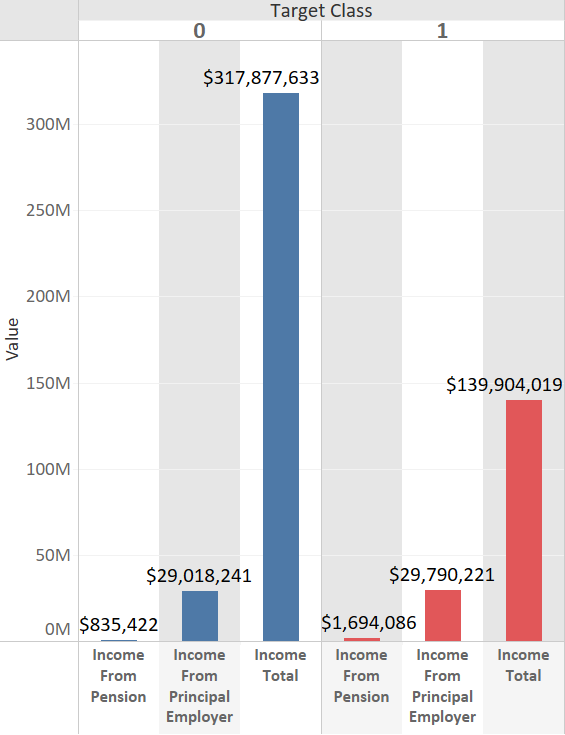 Target Class
0 1
$317,877,633
300M
250M
200M
150M
$139,904,019
100M
50M
$29,018,241 $29,790,221
0M
$835,422 $1,694,086
Value
Income From Pension
Income From Principal Employer
Income Total
Income From Pension
Income From Principal Employer
Income Total